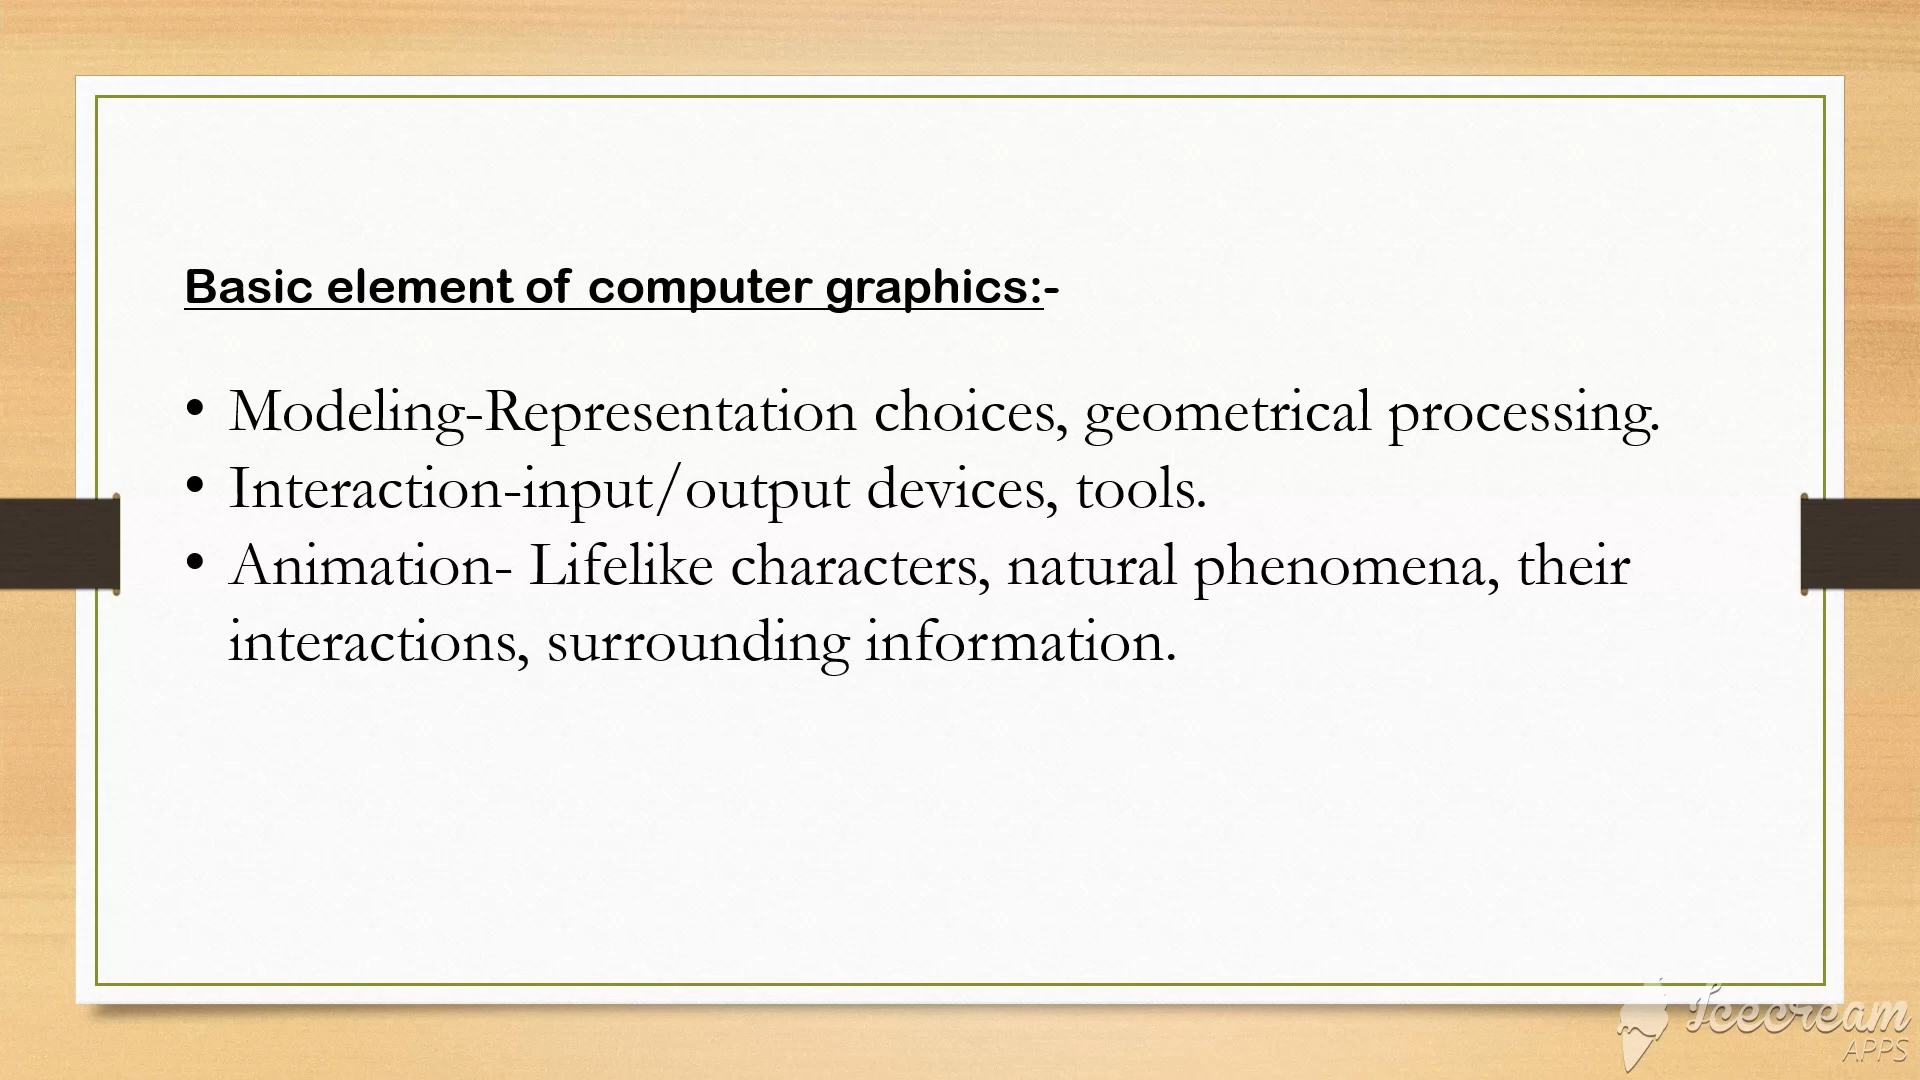 Basic element of computer graphics:-
• Modeling-Representation choices, geometrical processing.
• Interaction-input/output devices, tools.
• Animation- Lifelike characters, natural phenomena, their
interactions, surrounding information.
Icecream
APPS